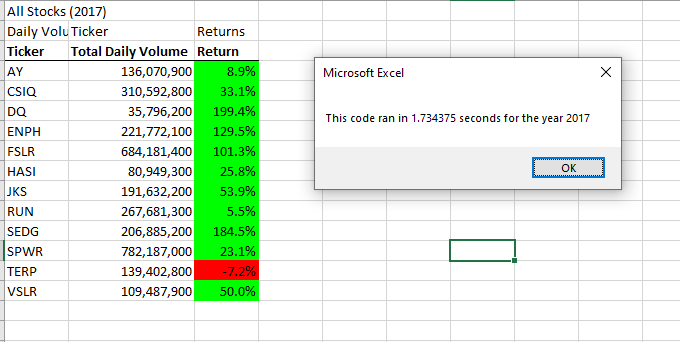 All Stocks (2017)
Daily Volu Ticker Returns
Ticker Total Daily Volume Return
AY 136,070,900 8.9%
CSIQ 310,592,800 33.1%
DQ 35,796,200 199.4%
ENPH 221,772,100 129.5%
FSLR 684,181,400 101.3%
HASI 80,949,300 25.8%
JKS 191,632,200 53.9%
RUN 267,681,300 5.5%
SEDG 206,885,200 184.5%
SPWR 782,187,000 23.1%
TERP 139,402,800 -7.2%
VSLR 109,487,900 50.0%
Microsoft Excel
This code ran in 1.734375 seconds for the year 2017
OK